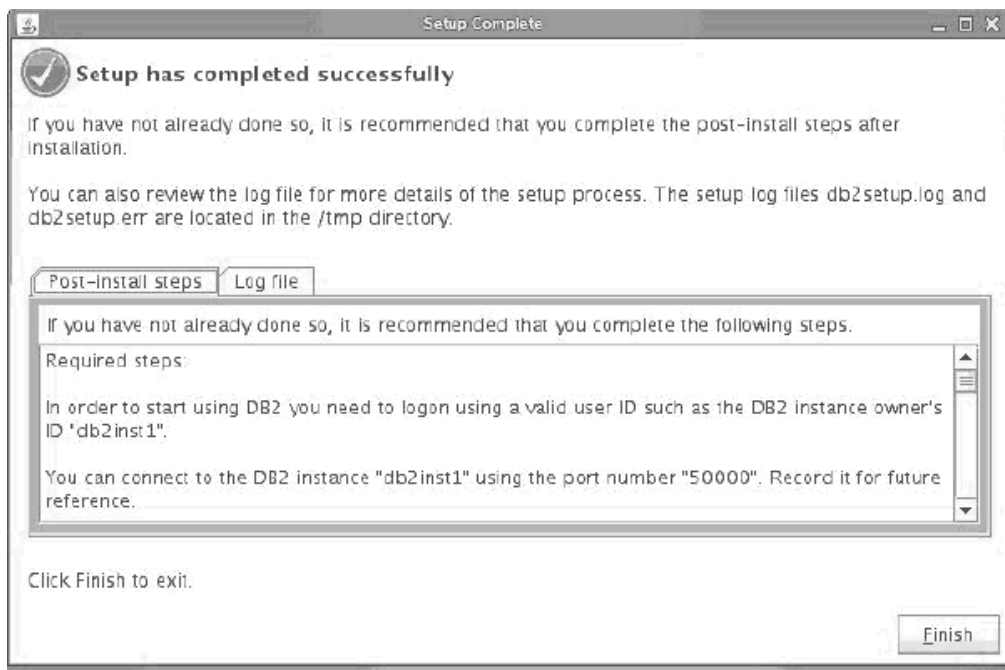 Setup Complete
Setup has completed successfully
If you have not already done so, it is recommended that you complete the post-install steps after
installation.
You can also review the log file for more details of the setup process. The setup log files db2setup.log and
db2setup.err are located in the /tmp directory.
Post-install steps
Log file
If you have not already done so, it is recommended that you complete the following steps.
Required steps:
In order to start using DB2 you need to logon using a valid user ID such as the DB2 instance owner's
ID "db2inst1".
You can connect to the DB2 instance "db2inst1" using the port number "50000". Record it for future
reference.
Click Finish to exit.
Finish